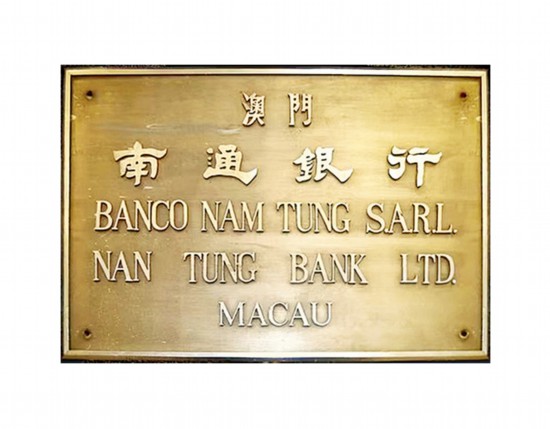 澳門
南通銀行
BANCO NAM TUNG S.A.R.L.
NAN TUNG BANK LTD.
MACAU